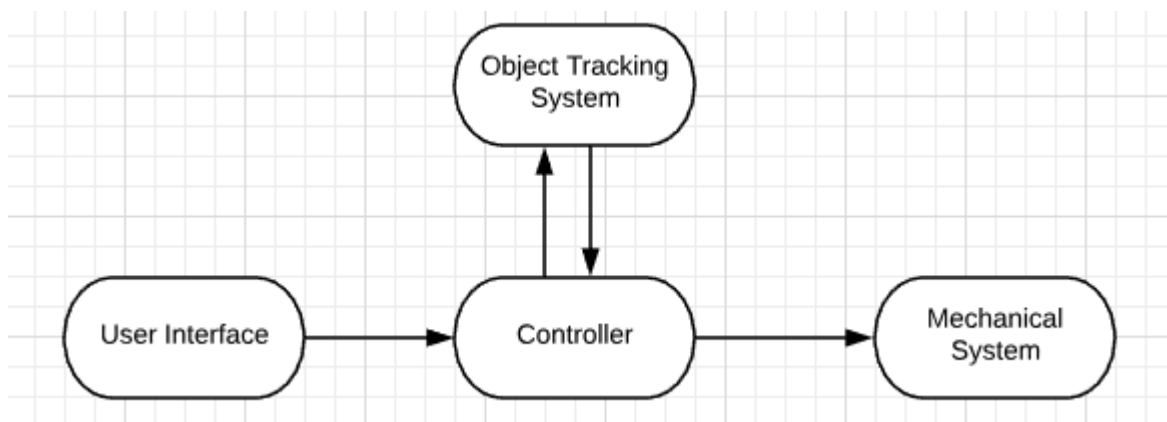 Object Tracking
System
User Interface
Controller
Mechanical
System